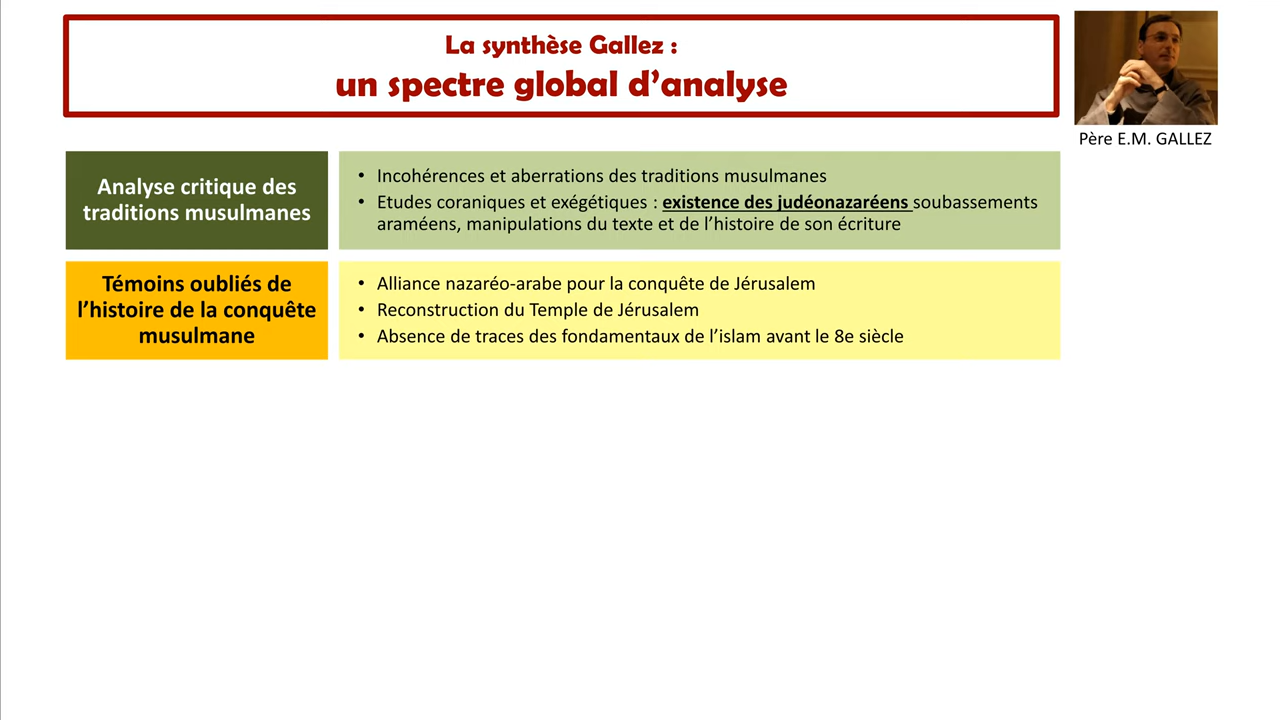 La synthèse Gallez :
un spectre global d’analyse
Père E.M. GALLEZ
Analyse critique des
traditions musulmanes
• Incohérences et aberrations des traditions musulmanes
• Etudes coraniques et exégétiques : existence des judéonazaréens soubassements
araméens, manipulations du texte et de l’histoire de son écriture
Témoins oubliés de
l’histoire de la conquête
musulmane
• Alliance nazaréo-arabe pour la conquête de Jérusalem
• Reconstruction du Temple de Jérusalem
• Absence de traces des fondamentaux de l’islam avant le 8e siècle